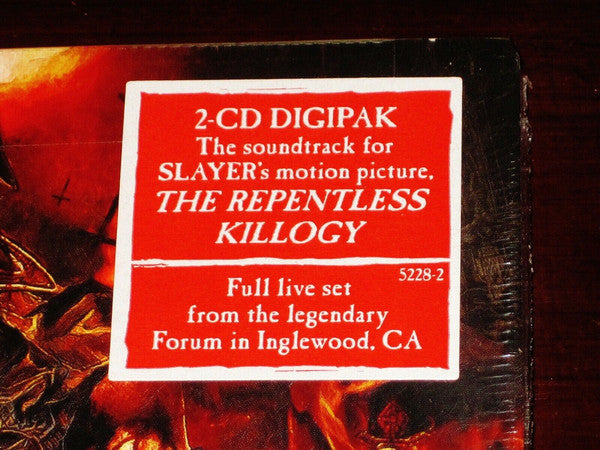 2-CD DIGIPAK
The soundtrack for
SLAYER's motion picture,
THE REPENTLESS
KILLOGY
5228-2
Full live set
from the legendary
Forum in Inglewood, CA